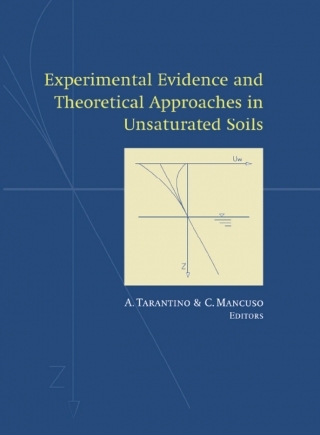 Experimental Evidence and
Theoretical Approaches in
Unsaturated Soils
Uw
Z
A. TARANTINO & C. MANCUSO
EDITORS
Z